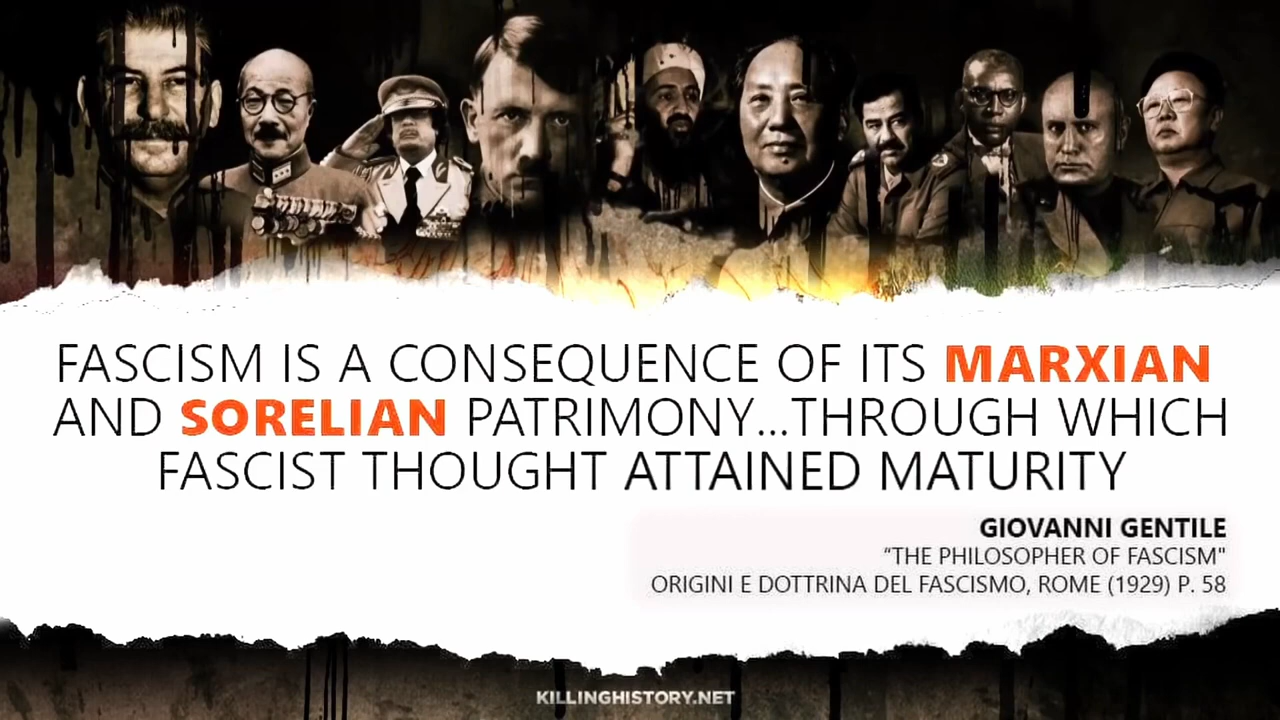 FASCISM IS A CONSEQUENCE OF ITS MARXIAN
AND SORELIAN PATRIMONY...THROUGH WHICH
FASCIST THOUGHT ATTAINED MATURITY
GIOVANNI GENTILE
“THE PHILOSOPHER OF FASCISM"
ORIGINI E DOTTRINA DEL FASCISMO, ROME (1929) P. 58
KILLINGHISTORY.NET